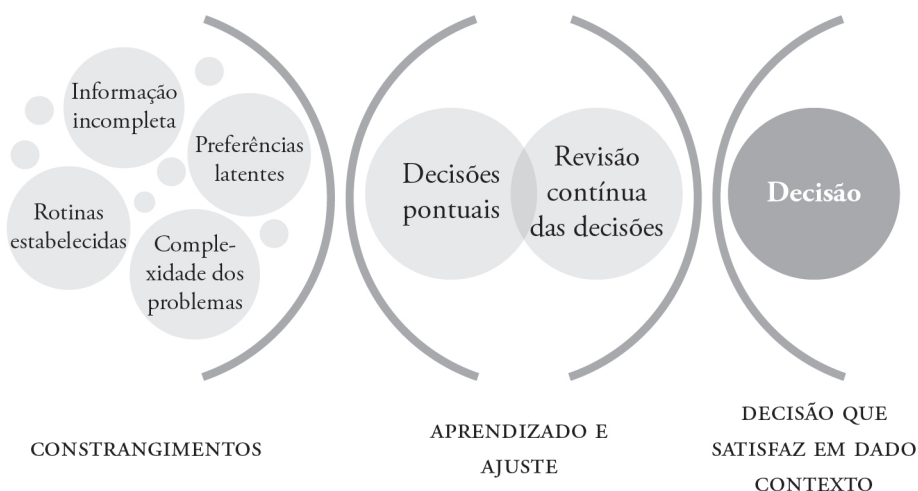 Informação
incompleta
Preferências
latentes
Rotinas
estabelecidas
Comple-
xidade dos
problemas
CONSTRANGIMENTOS
Decisões
pontuais
Revisão
contínua
das decisões
APRENDIZADO E
AJUSTE
Decisão
DECISÃO QUE
SATISFAZ EM DADO
CONTEXTO